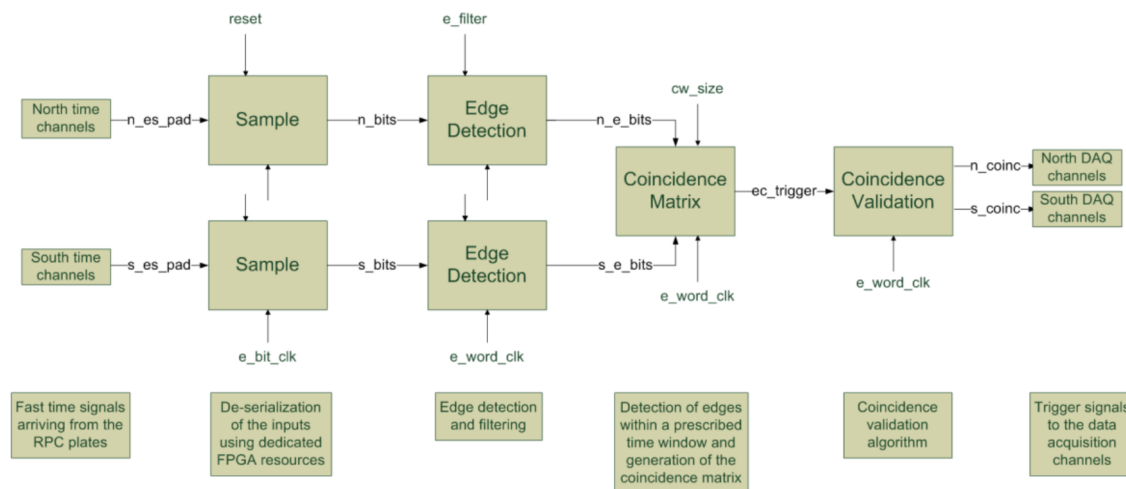 reset
e_filter
cw_size
North time
channels
n_es_pad
Sample
n_bits
Edge
Detection
n_e_bits
Coincidence
Matrix
ec_trigger
Coincidence
Validation
n_coinc
North DAQ
channels
s_coinc
South DAQ
channels
South time
channels
s_es_pad
Sample
s_bits
Edge
Detection
s_e_bits
e_word_clk
e_word_clk
e_bit_clk
e_word_clk
Fast time signals
arriving from the
RPC plates
De-serialization
of the inputs
using dedicated
FPGA resources
Edge detection
and filtering
Detection of edges
within a prescribed
time window and
generation of the
coincidence matrix
Coincidence
validation
algorithm
Trigger signals
to the data
acquisition
channels